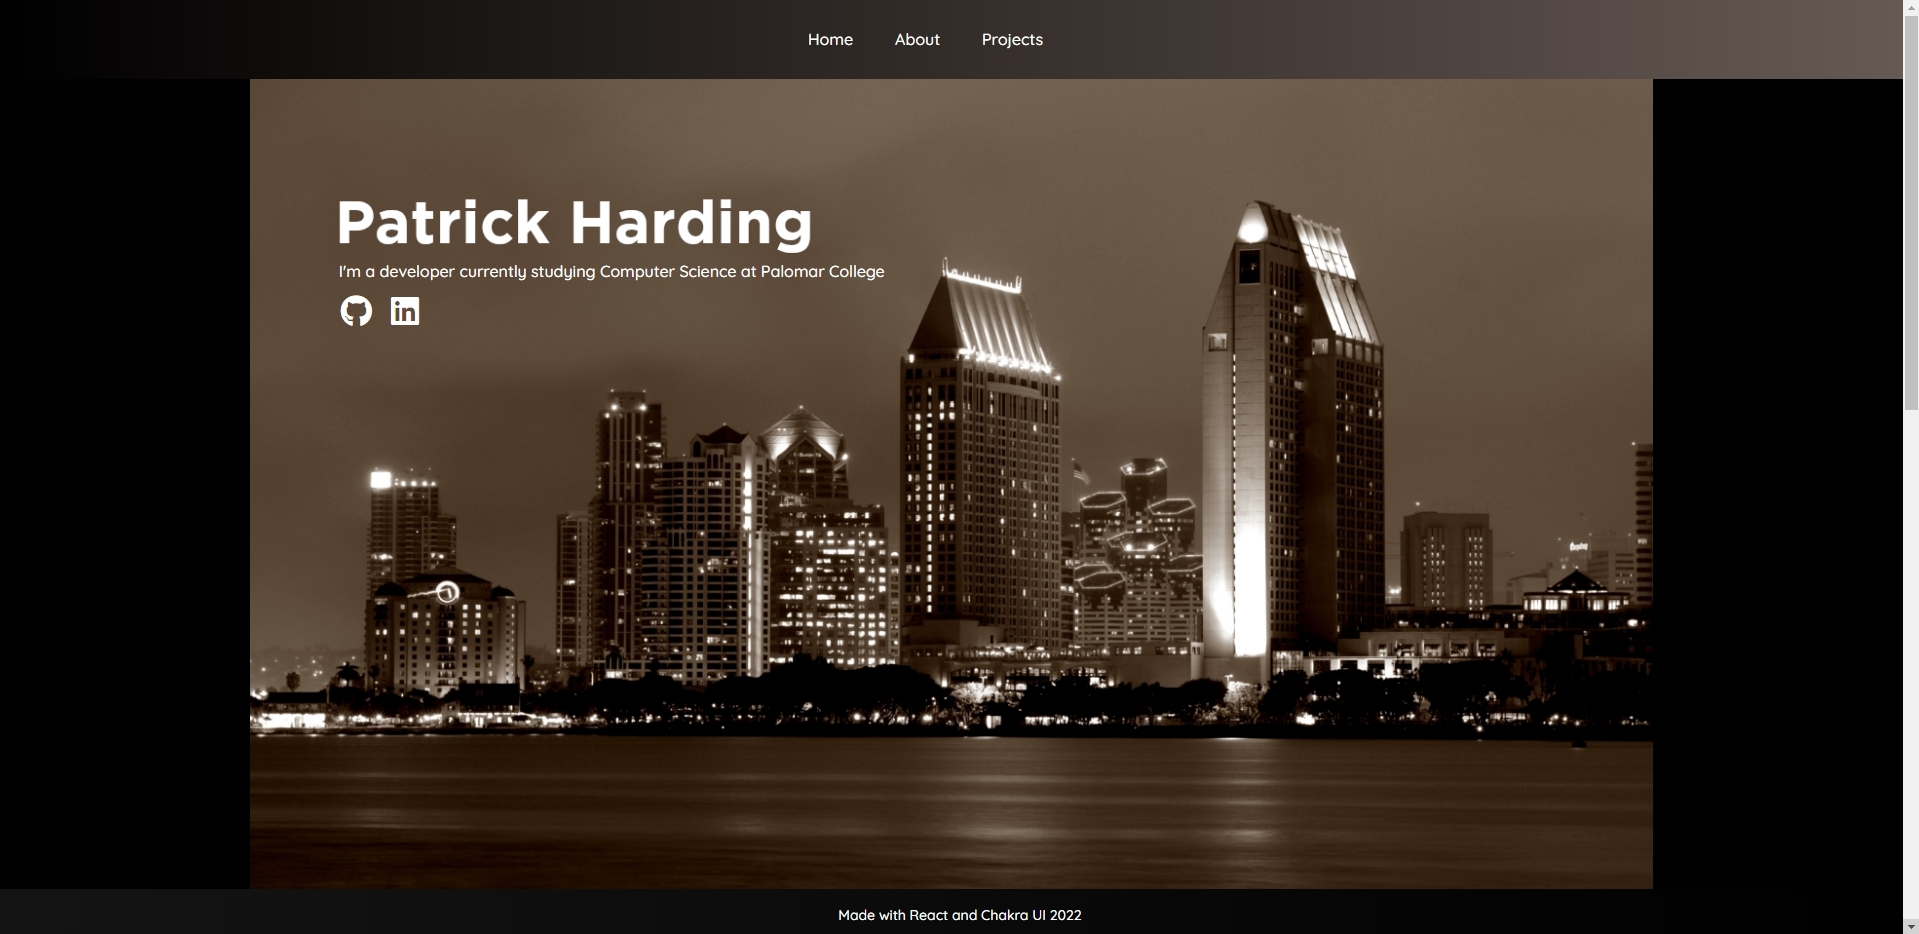 Home About Projects
Patrick Harding
I'm a developer currently studying Computer Science at Palomar College
in
Made with React and Chakra UI 2022